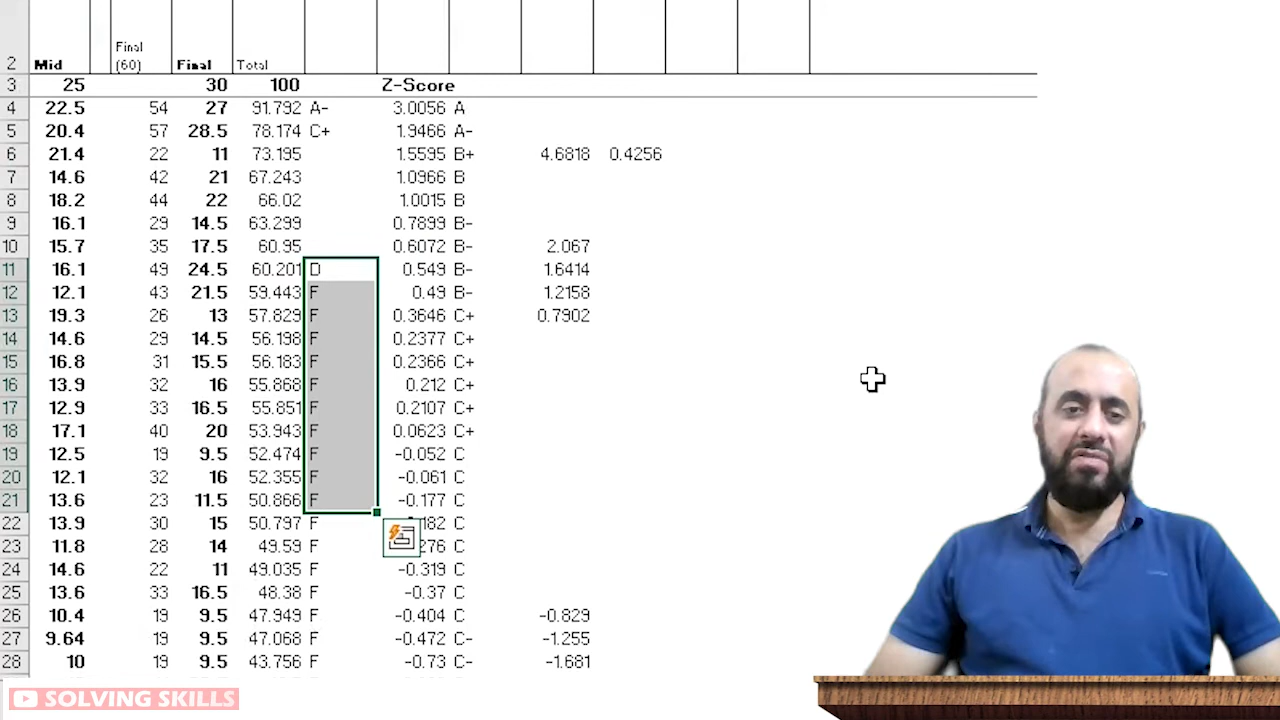 Final
2 Mid (60) Final Total
3 25 30 100 Z-Score
4 22.5 54 27 91.792 A- 3.0056 A
5 20.4 57 28.5 78.174 C+ 1.9466 A-
6 21.4 22 11 73.195 1.5595 B+ 4.6818 0.4256
7 14.6 42 21 67.243 1.0966 B
8 18.2 44 22 66.02 1.0015 B
9 16.1 29 14.5 63.299 0.7899 B-
10 15.7 35 17.5 60.95 0.6072 B- 2.067
11 16.1 49 24.5 60.201 D 0.549 B- 1.6414
12 12.1 43 21.5 59.443 F 0.49 B- 1.2158
13 19.3 26 13 57.829 F 0.3646 C+ 0.7902
14 14.6 29 14.5 56.198 F 0.2377 C+
15 16.8 31 15.5 56.183 F 0.2366 C+
16 13.9 32 16 55.868 F 0.212 C+
17 12.9 33 16.5 55.851 F 0.2107 C+
18 17.1 40 20 53.943 F 0.0623 C+
19 12.5 19 9.5 52.474 F -0.052 C
20 12.1 32 16 52.355 F -0.061 C
21 13.6 23 11.5 50.866 F -0.177 C
22 13.9 30 15 50.797 F C
23 11.8 28 14 49.59 F C
24 14.6 22 11 49.035 F -0.319 C
25 13.6 33 16.5 48.38 F -0.37 C
26 10.4 19 9.5 47.949 F -0.404 C -0.829
27 9.64 19 9.5 47.068 F -0.472 C- -1.255
28 10 19 9.5 43.756 F -0.73 C- -1.681
SOLVING SKILLS